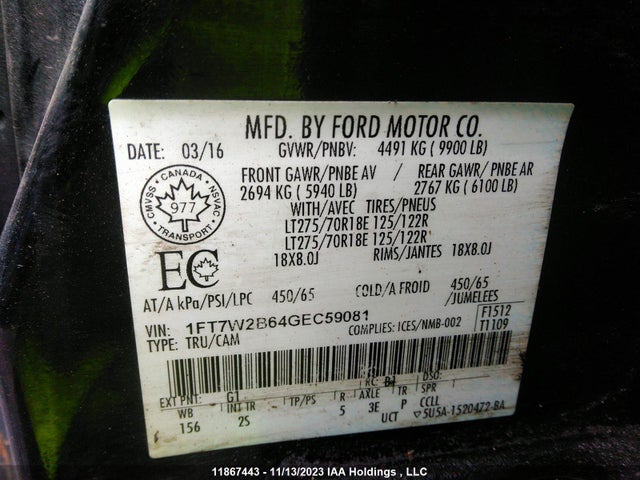 MFD. BY FORD MOTOR CO.
DATE: 03/16 GVWR/PNBV: 4491 KG ( 9900 LB)
FRONT GAWR/PNBE AV / REAR GAWR/ PNBE AR
2694 KG ( 5940 LB) 2767 KG ( 6100 LB)
WITH/AVEC TIRES/PNEUS
LT275/70R18E 125/122R
LT275/70R18E 125/122R
18X8.0J RIMS/JANTES 18X8.0J
CMVSS · CANADA · NSVAC
977
TRANSPORT
EC
AT/A kPa/PSI/LPC 450/65 COLD/A FROID 450/65
/JUMELEES
VIN: 1FT7W2B64GEC59081 COMPLIES: ICES/NMB-002 F1512
TYPE: TRU/CAM T1109
EXT PNT: G1 RC: DSO:
WB INT TR TP/PS R AXLE TR SPR
156 2S 5 3E P CCLL
UCT ▽5U5A-1520472-BA
11867443 - 11/13/2023 IAA Holdings , LLC